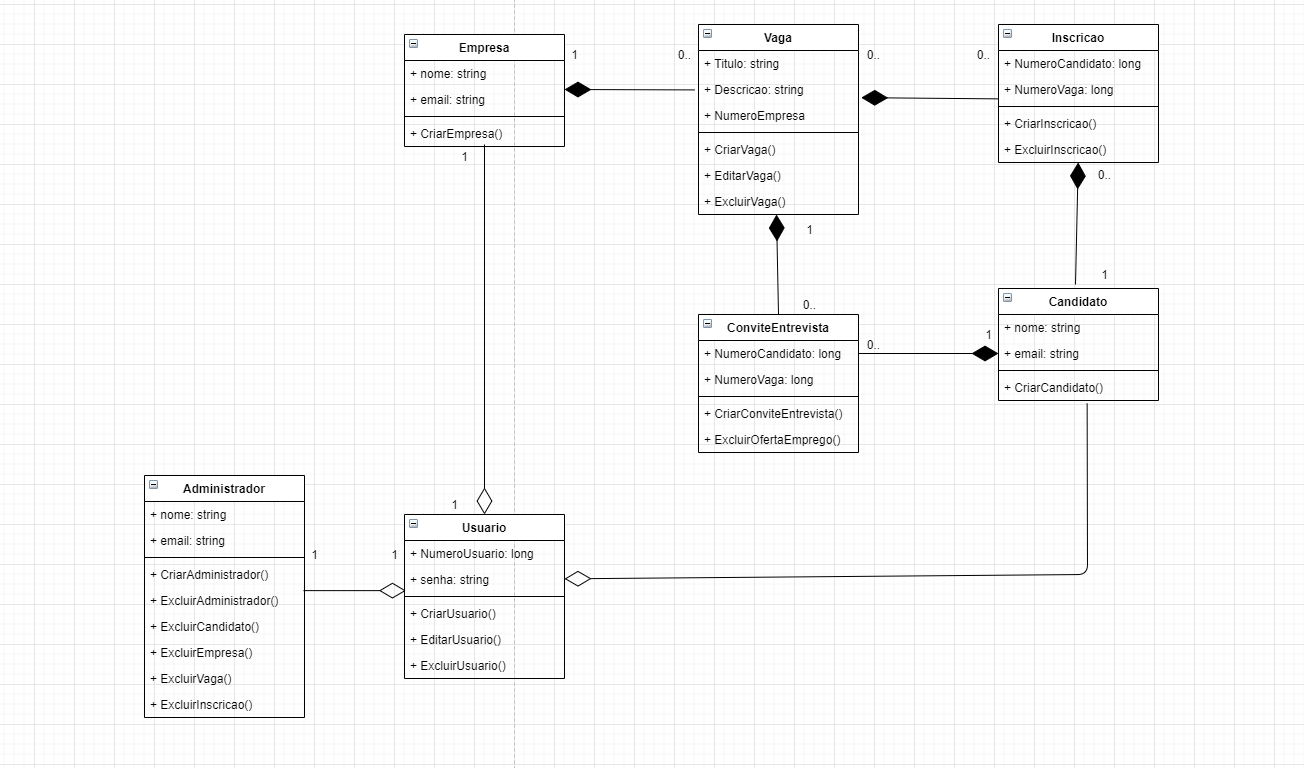 Empresa
+ nome: string
+ email: string
+ CriarEmpresa()
1
0..
Vaga
+ Titulo: string
+ Descricao: string
+ NumeroEmpresa
+ CriarVaga()
+ EditarVaga()
+ ExcluirVaga()
0..
0..
Inscricao
+ NumeroCandidato: long
+ NumeroVaga: long
+ CriarInscricao()
+ ExcluirInscricao()
1
1
0..
0..
1
Candidato
+ nome: string
+ email: string
+ CriarCandidato()
ConviteEntrevista
+ NumeroCandidato: long
+ NumeroVaga: long
+ CriarConviteEntrevista()
+ ExcluirOfertaEmprego()
0..
1
Administrador
+ nome: string
+ email: string
+ CriarAdministrador()
+ ExcluirAdministrador()
+ ExcluirCandidato()
+ ExcluirEmpresa()
+ ExcluirVaga()
+ ExcluirInscricao()
1
1
1
Usuario
+ NumeroUsuario: long
+ senha: string
+ CriarUsuario()
+ EditarUsuario()
+ ExcluirUsuario()